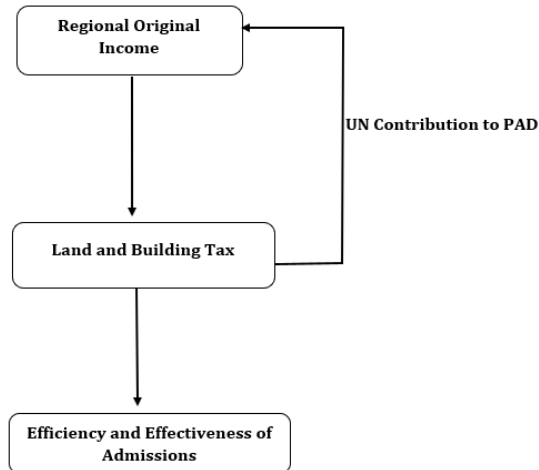 Regional Original
Income
UN Contribution to PAD
Land and Building Tax
Efficiency and Effectiveness of
Admissions